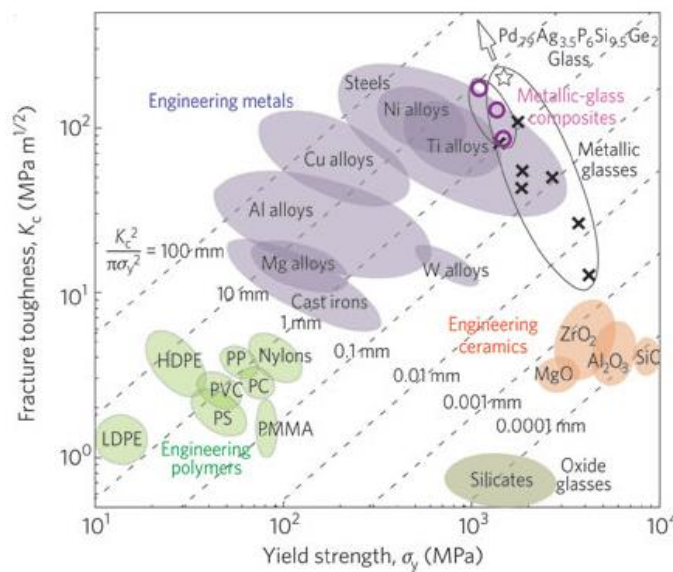 Pd79Ag3.5P6Si9.5Ge2
Glass
Steels
Engineering metals
Ni alloys
Metallic-glass
composites
10²
Ti alloys
Metallic
glasses
Cu alloys
Fracture toughness, Kc (MPa m^1/2)
Al alloys
Kc²/πσy² = 100 mm
Mg alloys
W alloys
10 mm
Cast irons
10¹
1 mm
Engineering
ceramics
ZrO2
0.1 mm
HDPE
PP
Nylons
Al2O3
SiC
0.01 mm
MgO
PVC
PC
0.001 mm
PS
PMMA
0.0001 mm
LDPE
Engineering
polymers
10⁰
Silicates
Oxide
glasses
10¹
10²
10³
10⁴
Yield strength, σy (MPa)